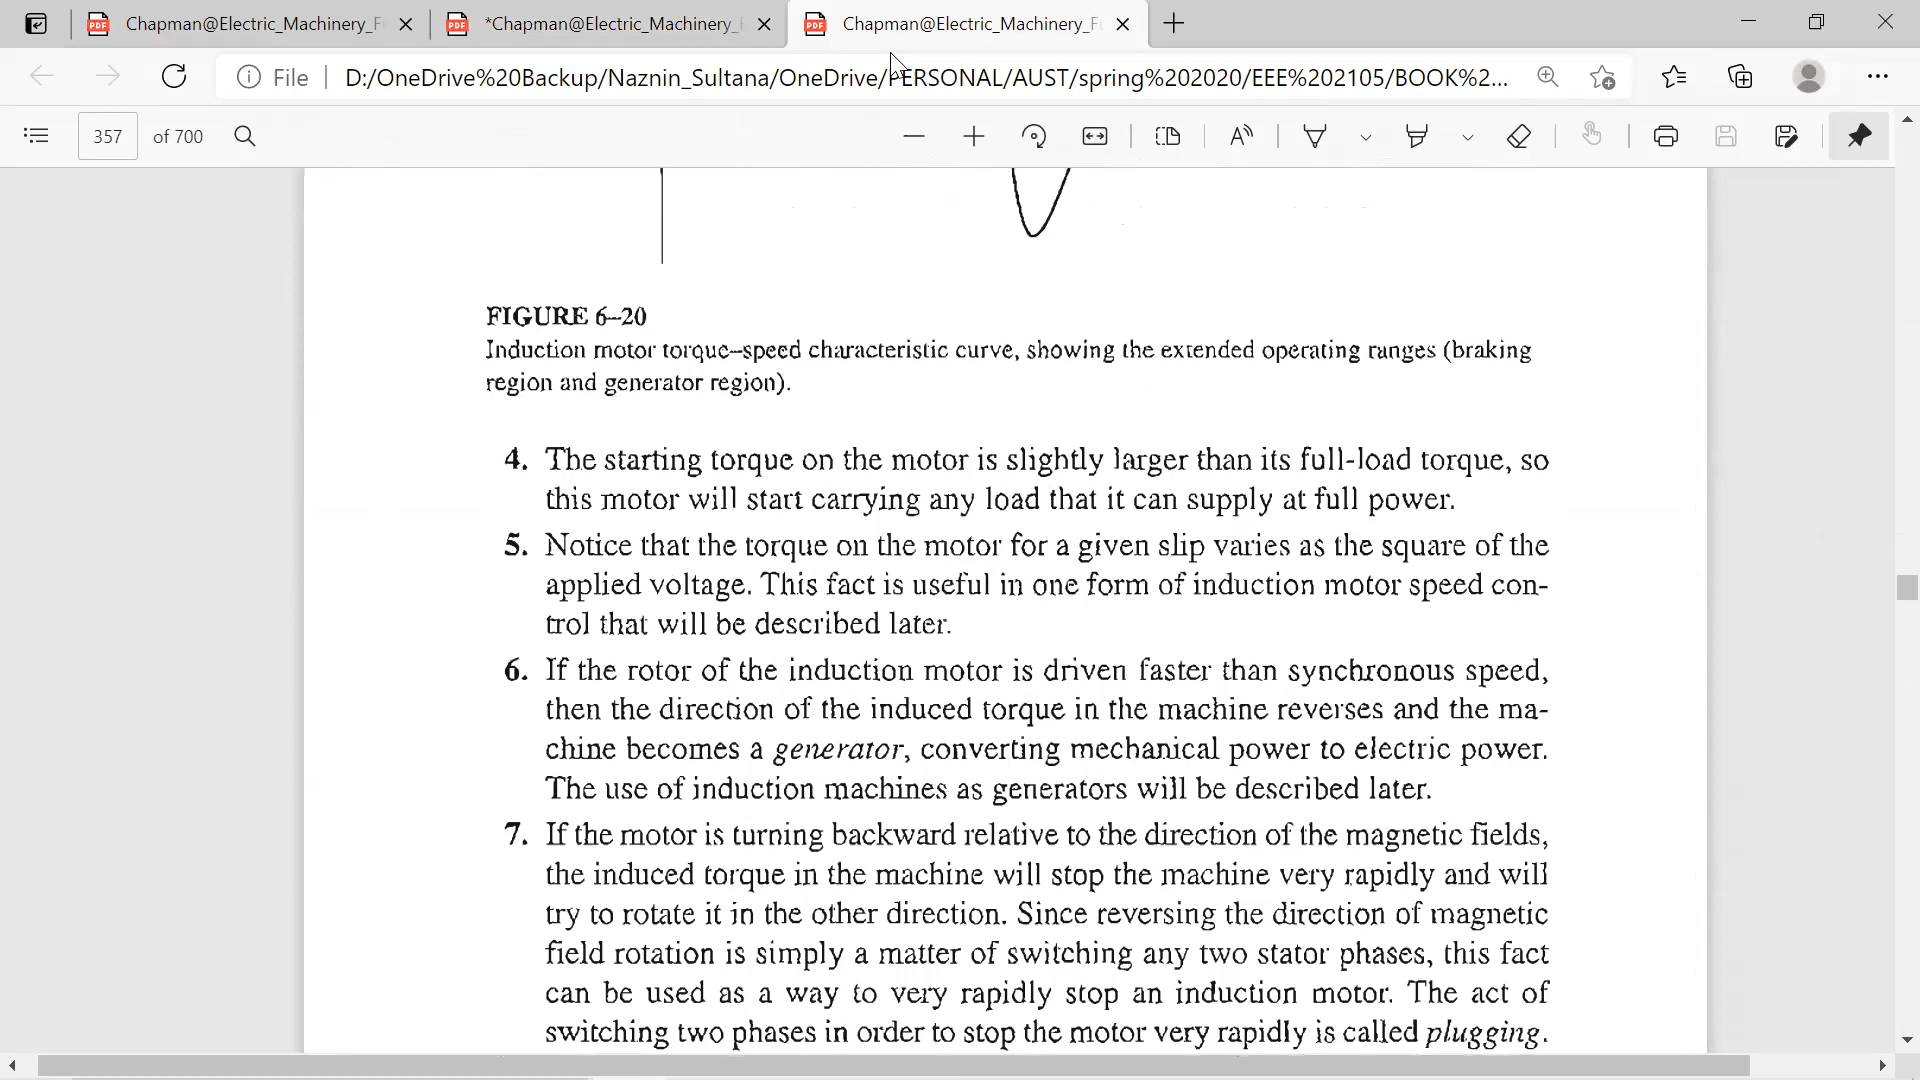 Chapman@Electric_Machinery_F
*Chapman@Electric_Machinery_F
Chapman@Electric_Machinery_Fu
File
D:/OneDrive%20Backup/Naznin_Sultana/OneDrive/PERSONAL/AUST/spring%202020/EEE%202105/BOOK%2...
357 of 700
FIGURE 6–20
Induction motor torque–speed characteristic curve, showing the extended operating ranges (braking
region and generator region).
4. The starting torque on the motor is slightly larger than its full-load torque, so
this motor will start carrying any load that it can supply at full power.
5. Notice that the torque on the motor for a given slip varies as the square of the
applied voltage. This fact is useful in one form of induction motor speed con-
trol that will be described later.
6. If the rotor of the induction motor is driven faster than synchronous speed,
then the direction of the induced torque in the machine reverses and the ma-
chine becomes a generator, converting mechanical power to electric power.
The use of induction machines as generators will be described later.
7. If the motor is turning backward relative to the direction of the magnetic fields,
the induced torque in the machine will stop the machine very rapidly and will
try to rotate it in the other direction. Since reversing the direction of magnetic
field rotation is simply a matter of switching any two stator phases, this fact
can be used as a way to very rapidly stop an induction motor. The act of
switching two phases in order to stop the motor very rapidly is called plugging.